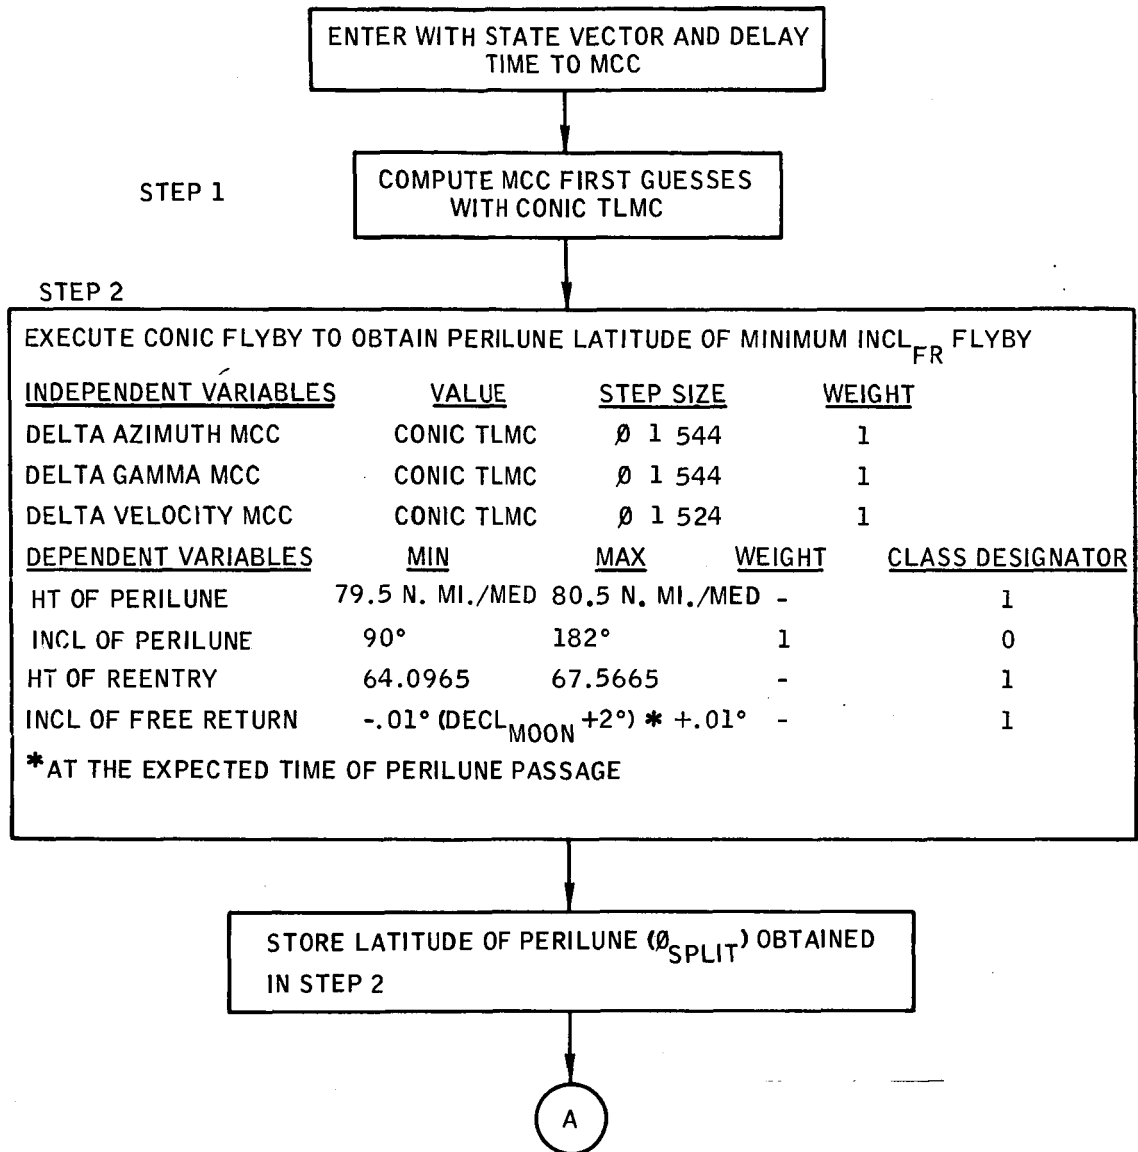 ENTER WITH STATE VECTOR AND DELAY
TIME TO MCC
STEP 1
COMPUTE MCC FIRST GUESSES
WITH CONIC TLMC
STEP 2
EXECUTE CONIC FLYBY TO OBTAIN PERILUNE LATITUDE OF MINIMUM INCL FR FLYBY
INDEPENDENT VARIABLES VALUE STEP SIZE WEIGHT
DELTA AZIMUTH MCC CONIC TLMC Ø 1 544 1
DELTA GAMMA MCC CONIC TLMC Ø 1 544 1
DELTA VELOCITY MCC CONIC TLMC Ø 1 524 1
DEPENDENT VARIABLES MIN MAX WEIGHT CLASS DESIGNATOR
HT OF PERILUNE 79.5 N. MI./MED 80.5 N. MI./MED - 1
INCL OF PERILUNE 90° 182° 1 0
HT OF REENTRY 64.0965 67.5665 - 1
INCL OF FREE RETURN -.01° (DECL MOON +2°) * +.01° - 1
*AT THE EXPECTED TIME OF PERILUNE PASSAGE
STORE LATITUDE OF PERILUNE (Ø SPLIT) OBTAINED
IN STEP 2
A